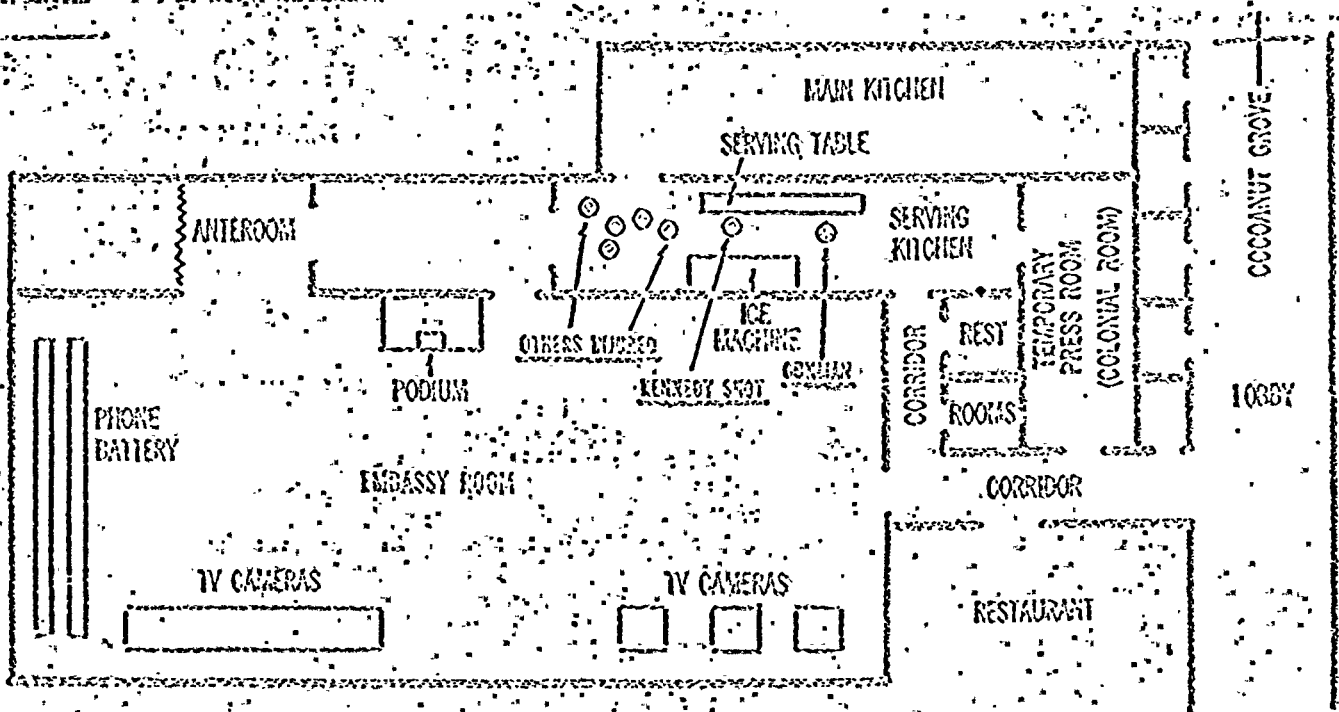 MAIN KITCHEN
SERVING TABLE
COCOANUT GROVE
ANTEROOM
SERVING
KITCHEN
TEMPORARY
PRESS ROOM
(COLONIAL ROOM)
ICE
MACHINE
OTHERS INJURED
KENNEDY SHOT
GUNMAN
CORRIDOR
REST
ROOMS
PODIUM
LOBBY
PHONE
BATTERY
EMBASSY ROOM
CORRIDOR
TV CAMERAS
TV CAMERAS
RESTAURANT